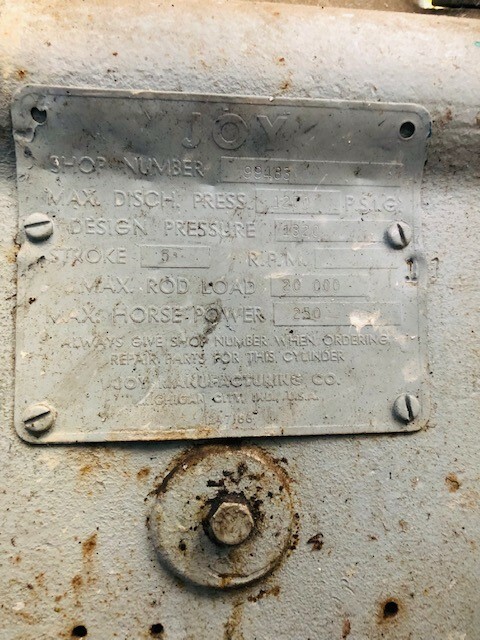 JOY
SHOP NUMBER
MAX. DISCH. PRESS. P.S.I.G.
DESIGN PRESSURE
STROKE 5 R.P.M.
MAX. ROD LOAD 20 000
MAX. HORSE POWER 250
ALWAYS GIVE SHOP NUMBER WHEN ORDERING
REPAIR PARTS FOR THIS CYLINDER
JOY MANUFACTURING CO.
MICHIGAN CITY, IND., U.S.A.